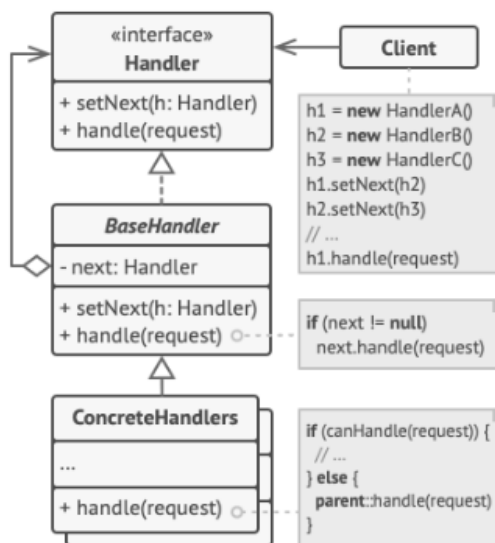 «interface»
Handler
+ setNext(h: Handler)
+ handle(request)
Client
h1 = new HandlerA()
h2 = new HandlerB()
h3 = new HandlerC()
h1.setNext(h2)
h2.setNext(h3)
// ...
h1.handle(request)
BaseHandler
- next: Handler
+ setNext(h: Handler)
+ handle(request)
if (next != null)
next.handle(request)
ConcreteHandlers
...
+ handle(request)
if (canHandle(request)) {
// ...
} else {
parent::handle(request)
}